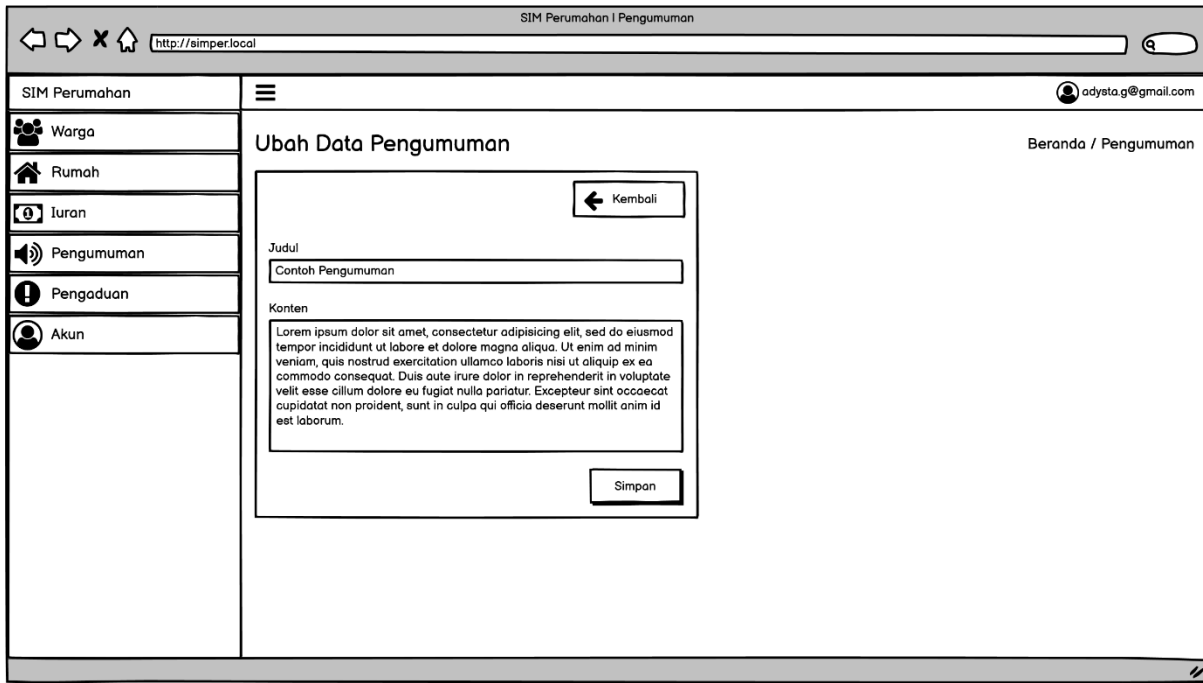 SIM Perumahan | Pengumuman
http://simper.local
SIM Perumahan
adysta.g@gmail.com
Warga
Rumah
Iuran
Pengumuman
Pengaduan
Akun
Ubah Data Pengumuman
Beranda / Pengumuman
Kembali
Judul
Contoh Pengumuman
Konten
Lorem ipsum dolor sit amet, consectetur adipisicing elit, sed do eiusmod
tempor incididunt ut labore et dolore magna aliqua. Ut enim ad minim
veniam, quis nostrud exercitation ullamco laboris nisi ut aliquip ex ea
commodo consequat. Duis aute irure dolor in reprehenderit in voluptate
velit esse cillum dolore eu fugiat nulla pariatur. Excepteur sint occaecat
cupidatat non proident, sunt in culpa qui officia deserunt mollit anim id
est laborum.
Simpan